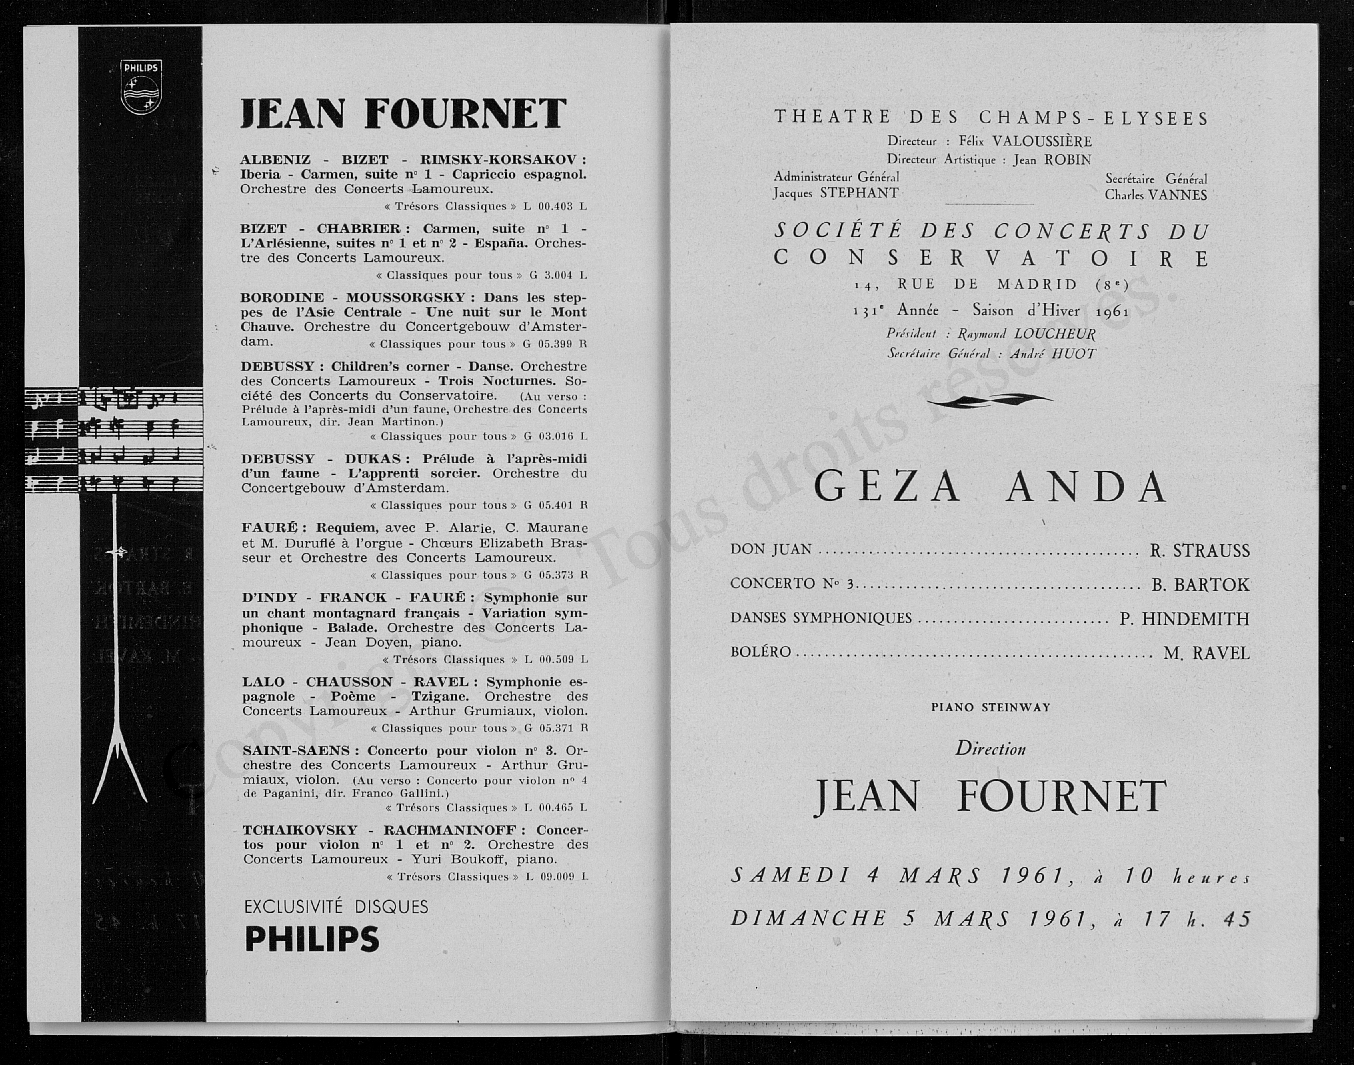 PHILIPS
JEAN FOURNET
ALBENIZ - BIZET - RIMSKY-KORSAKOV :
Iberia - Carmen, suite n° 1 - Capriccio espagnol.
Orchestre des Concerts Lamoureux.
« Trésors Classiques » L 00.403 L
BIZET - CHABRIER : Carmen, suite n° 1 -
L'Arlésienne, suites n° 1 et n° 2 - España. Orches-
tre des Concerts Lamoureux.
« Classiques pour tous » G 3.004 L
BORODINE - MOUSSORGSKY : Dans les step-
pes de l'Asie Centrale - Une nuit sur le Mont
Chauve. Orchestre du Concertgebouw d'Amster-
dam. « Classiques pour tous » G 05.399 R
DEBUSSY : Children's corner - Danse. Orchestre
des Concerts Lamoureux - Trois Nocturnes. So-
ciété des Concerts du Conservatoire. (Au verso :
Prélude à l'après-midi d'un faune, Orchestre des Concerts
Lamoureux, dir. Jean Martinon.)
« Classiques pour tous » G 03.016 L
DEBUSSY - DUKAS : Prélude à l'après-midi
d'un faune - L'apprenti sorcier. Orchestre du
Concertgebouw d'Amsterdam.
« Classiques pour tous » G 05.401 R
FAURÉ : Requiem, avec P. Alarie, C. Maurane
et M. Duruflé à l'orgue - Chœurs Elizabeth Bras-
seur et Orchestre des Concerts Lamoureux.
« Classiques pour tous » G 05.373 R
D'INDY - FRANCK - FAURÉ : Symphonie sur
un chant montagnard français - Variation sym-
phonique - Balade. Orchestre des Concerts La-
moureux - Jean Doyen, piano.
« Trésors Classiques » L 00.509 L
LALO - CHAUSSON - RAVEL : Symphonie es-
pagnole - Poème - Tzigane. Orchestre des
Concerts Lamoureux - Arthur Grumiaux, violon.
« Classiques pour tous » G 05.371 R
SAINT-SAENS : Concerto pour violon n° 3. Or-
chestre des Concerts Lamoureux - Arthur Gru-
miaux, violon. (Au verso : Concerto pour violon n° 4
de Paganini, dir. Franco Gallini.)
« Trésors Classiques » L 00.465 L
TCHAIKOVSKY - RACHMANINOFF : Concer-
tos pour violon n° 1 et n° 2. Orchestre des
Concerts Lamoureux - Yuri Boukoff, piano.
« Trésors Classiques » L 09.009 L
EXCLUSIVITÉ DISQUES
PHILIPS
THEATRE DES CHAMPS-ELYSEES
Directeur : Félix VALOUSSIÈRE
Directeur Artistique : Jean ROBIN
Administrateur Général
Jacques STEPHANT
Secrétaire Général
Charles VANNES
SOCIÉTÉ DES CONCERTS DU
CONSERVATOIRE
14, RUE DE MADRID (8e)
131e Année - Saison d'Hiver 1961
Président : Raymond LOUCHEUR
Secrétaire Général : André HUOT
GEZA ANDA
DON JUAN ........ R. STRAUSS
CONCERTO No 3 ........ B. BARTOK
DANSES SYMPHONIQUES ........ P. HINDEMITH
BOLÉRO ........ M. RAVEL
PIANO STEINWAY
Direction
JEAN FOURNET
SAMEDI 4 MARS 1961, à 10 heures
DIMANCHE 5 MARS 1961, à 17 h. 45
Copyright © - Tous droits réservés.